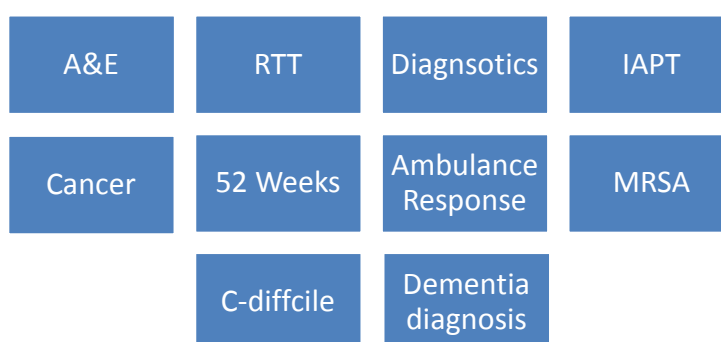 A&E
RTT
Diagnsotics
IAPT
Cancer
52 Weeks
Ambulance
Response
MRSA
C-diffcile
Dementia
diagnosis